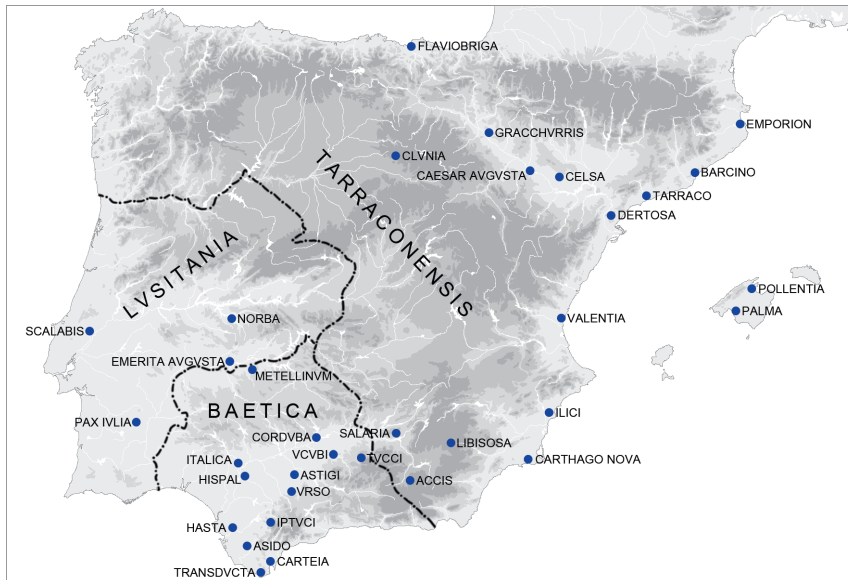 FLAVIOBRIGA
EMPORION
GRACCHVRRIS
CLVNIA
CAESAR AVGVSTA
CELSA
BARCINO
TARRACO
DERTOSA
TARRACONENSIS
LVSITANIA
POLLENTIA
PALMA
NORBA
VALENTIA
SCALABIS
EMERITA AVGVSTA
METELLINVM
BAETICA
ILICI
PAX IVLIA
CORDVBA
SALARIA
LIBISOSA
VCVBI
TVCCI
CARTHAGO NOVA
ITALICA
HISPAL
ASTIGI
ACCIS
VRSO
HASTA
IPTVCI
ASIDO
CARTEIA
TRANSDVCTA